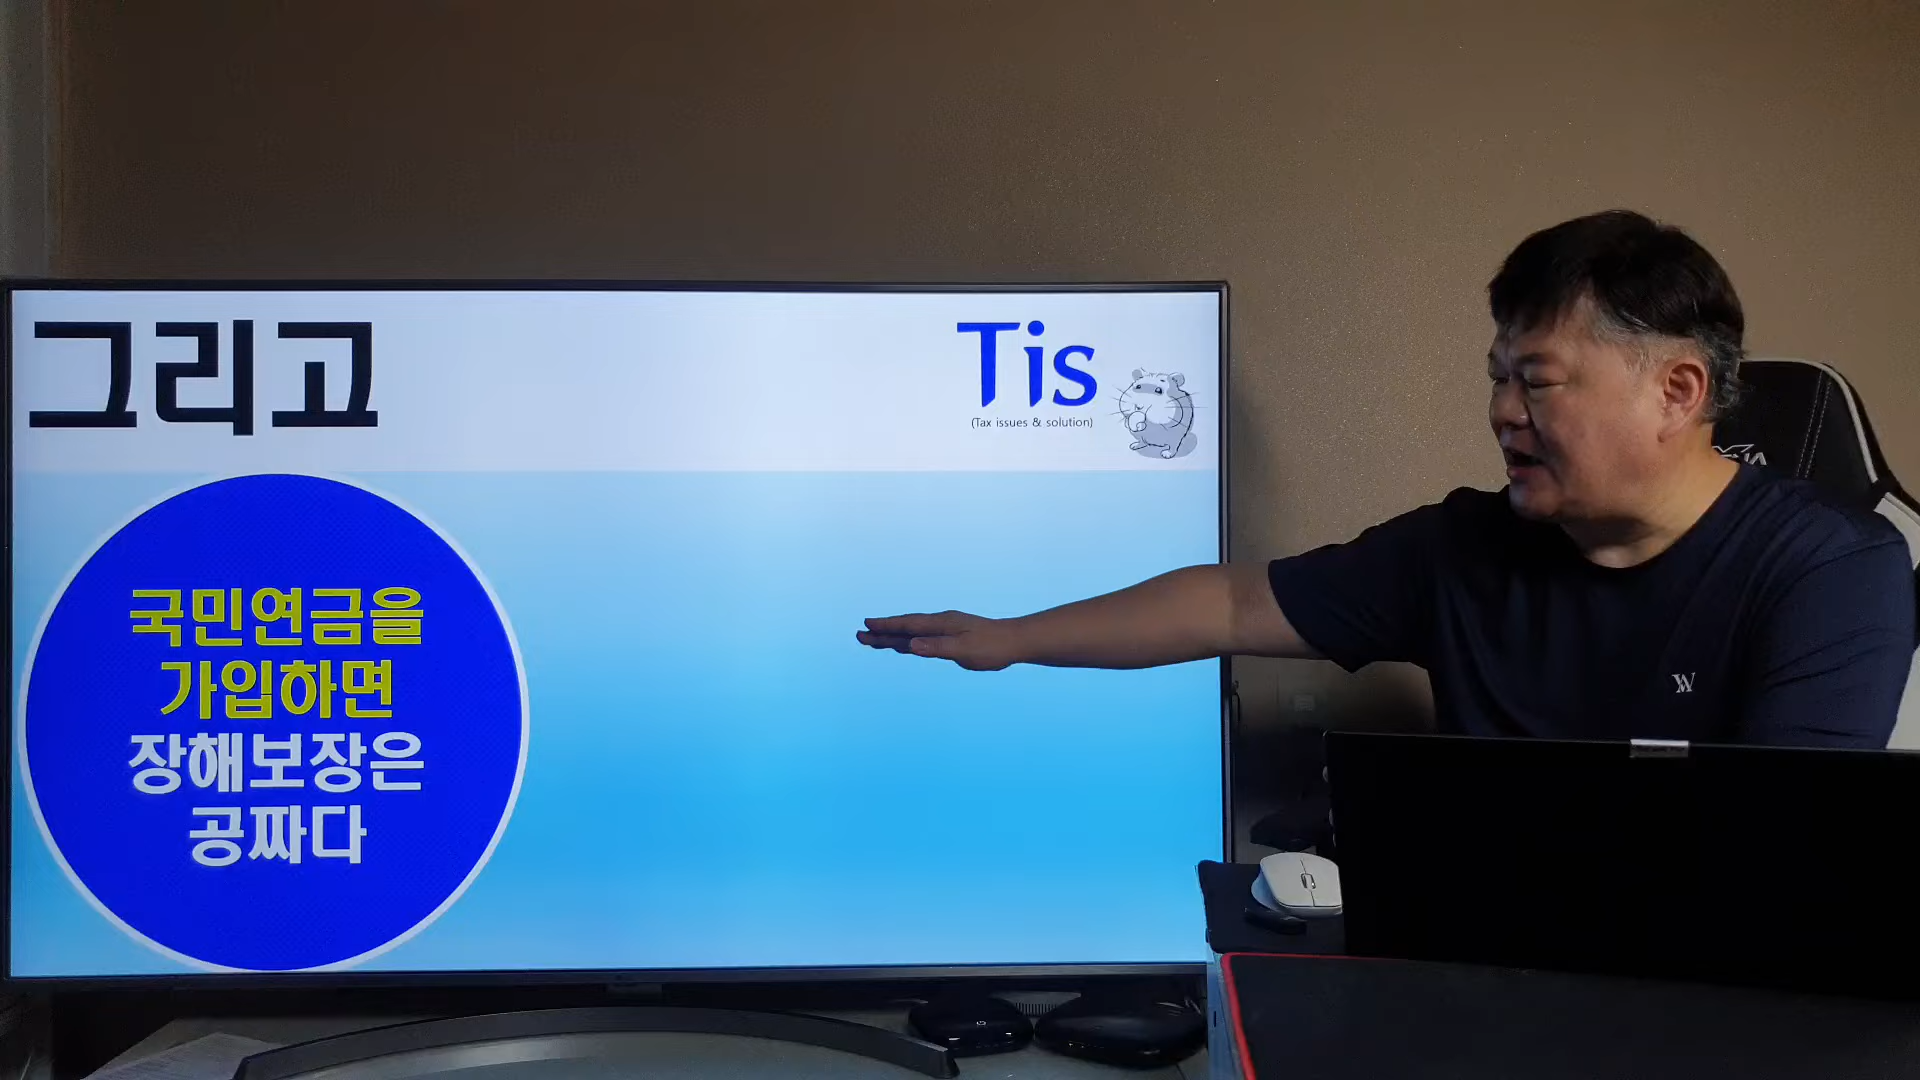 그리고
Tis
(Tax issues & solution)
국민연금을
가입하면
장해보장은
공짜다